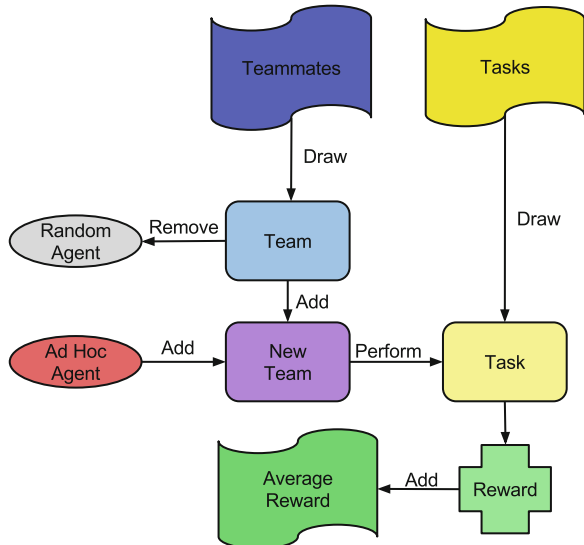 Teammates
Tasks
Draw
Draw
Random
Agent
Remove
Team
Add
Ad Hoc
Agent
Add
New
Team
Perform
Task
Average
Reward
Add
Reward